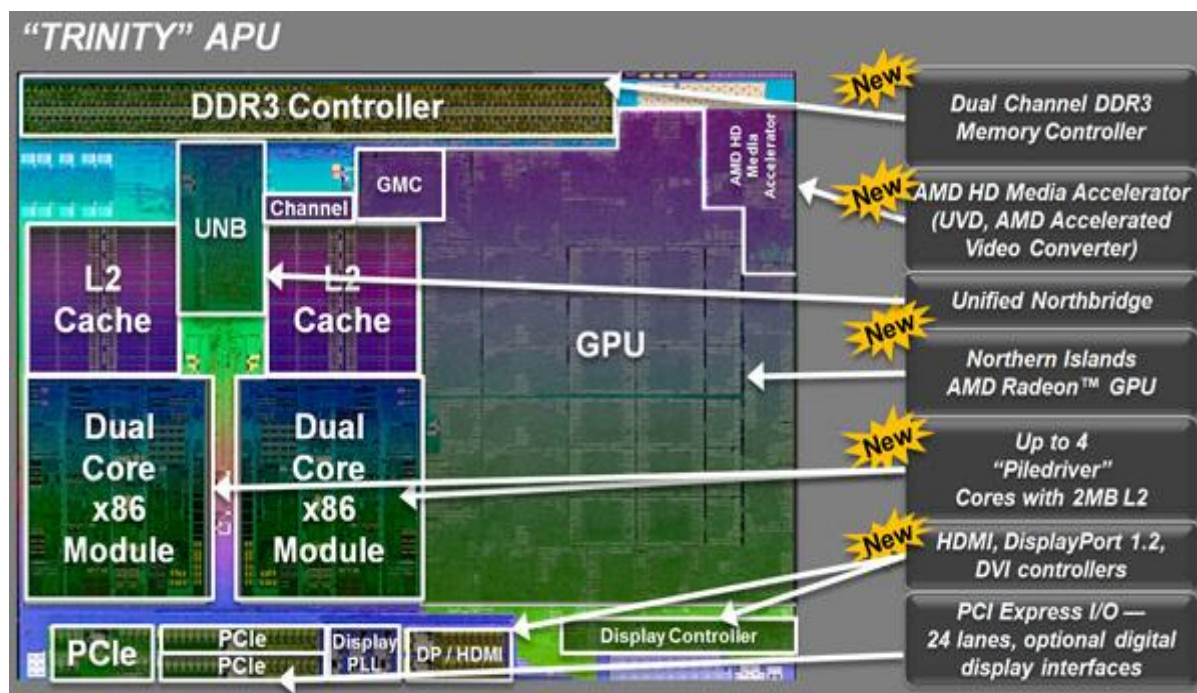 “TRINITY” APU
DDR3 Controller
UNB
Channel
GMC
AMD HD
Media
Accelerator
L2
Cache
L2
Cache
GPU
Dual
Core
x86
Module
Dual
Core
x86
Module
PCIe
PCIe
PCIe
Display
PLL
DP / HDMI
Display Controller
New
Dual Channel DDR3
Memory Controller
New
AMD HD Media Accelerator
(UVD, AMD Accelerated
Video Converter)
Unified Northbridge
New
Northern Islands
AMD Radeon™ GPU
New
Up to 4
“Piledriver”
Cores with 2MB L2
New
HDMI, DisplayPort 1.2,
DVI controllers
PCI Express I/O —
24 lanes, optional digital
display interfaces